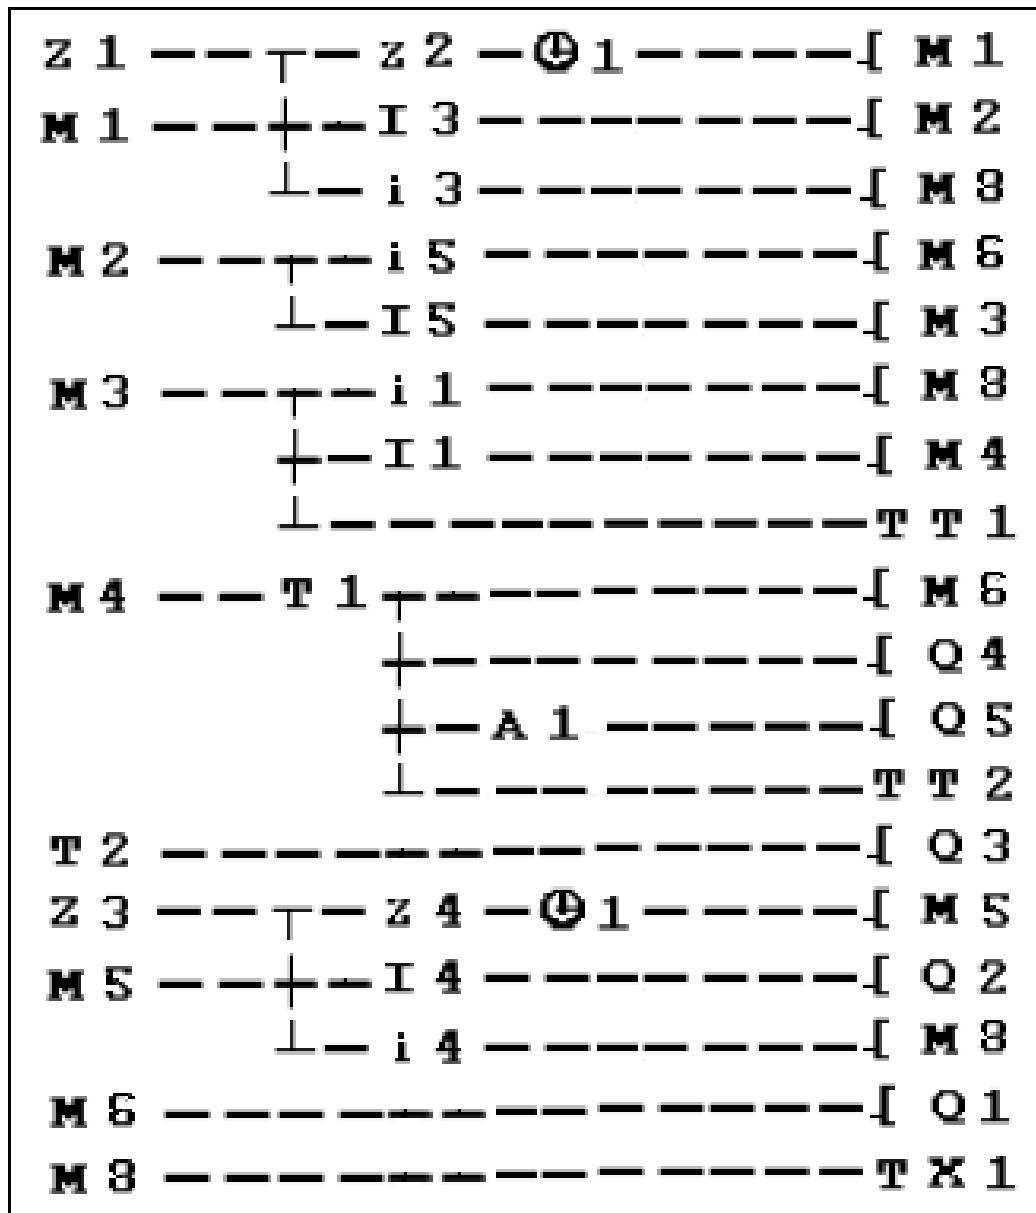 Z 1 z 2 1 [ M 1
M 1 I 3 [ M 2
i 3 [ M 8
M 2 i 5 [ M 6
I 5 [ M 3
M 3 i 1 [ M 8
I 1 [ M 4
T T 1
M 4 T 1 [ M 6
[ Q 4
A 1 [ Q 5
T T 2
T 2 [ Q 3
Z 3 z 4 1 [ M 5
M 5 I 4 [ Q 2
i 4 [ M 8
M 6 [ Q 1
M 8 T X 1